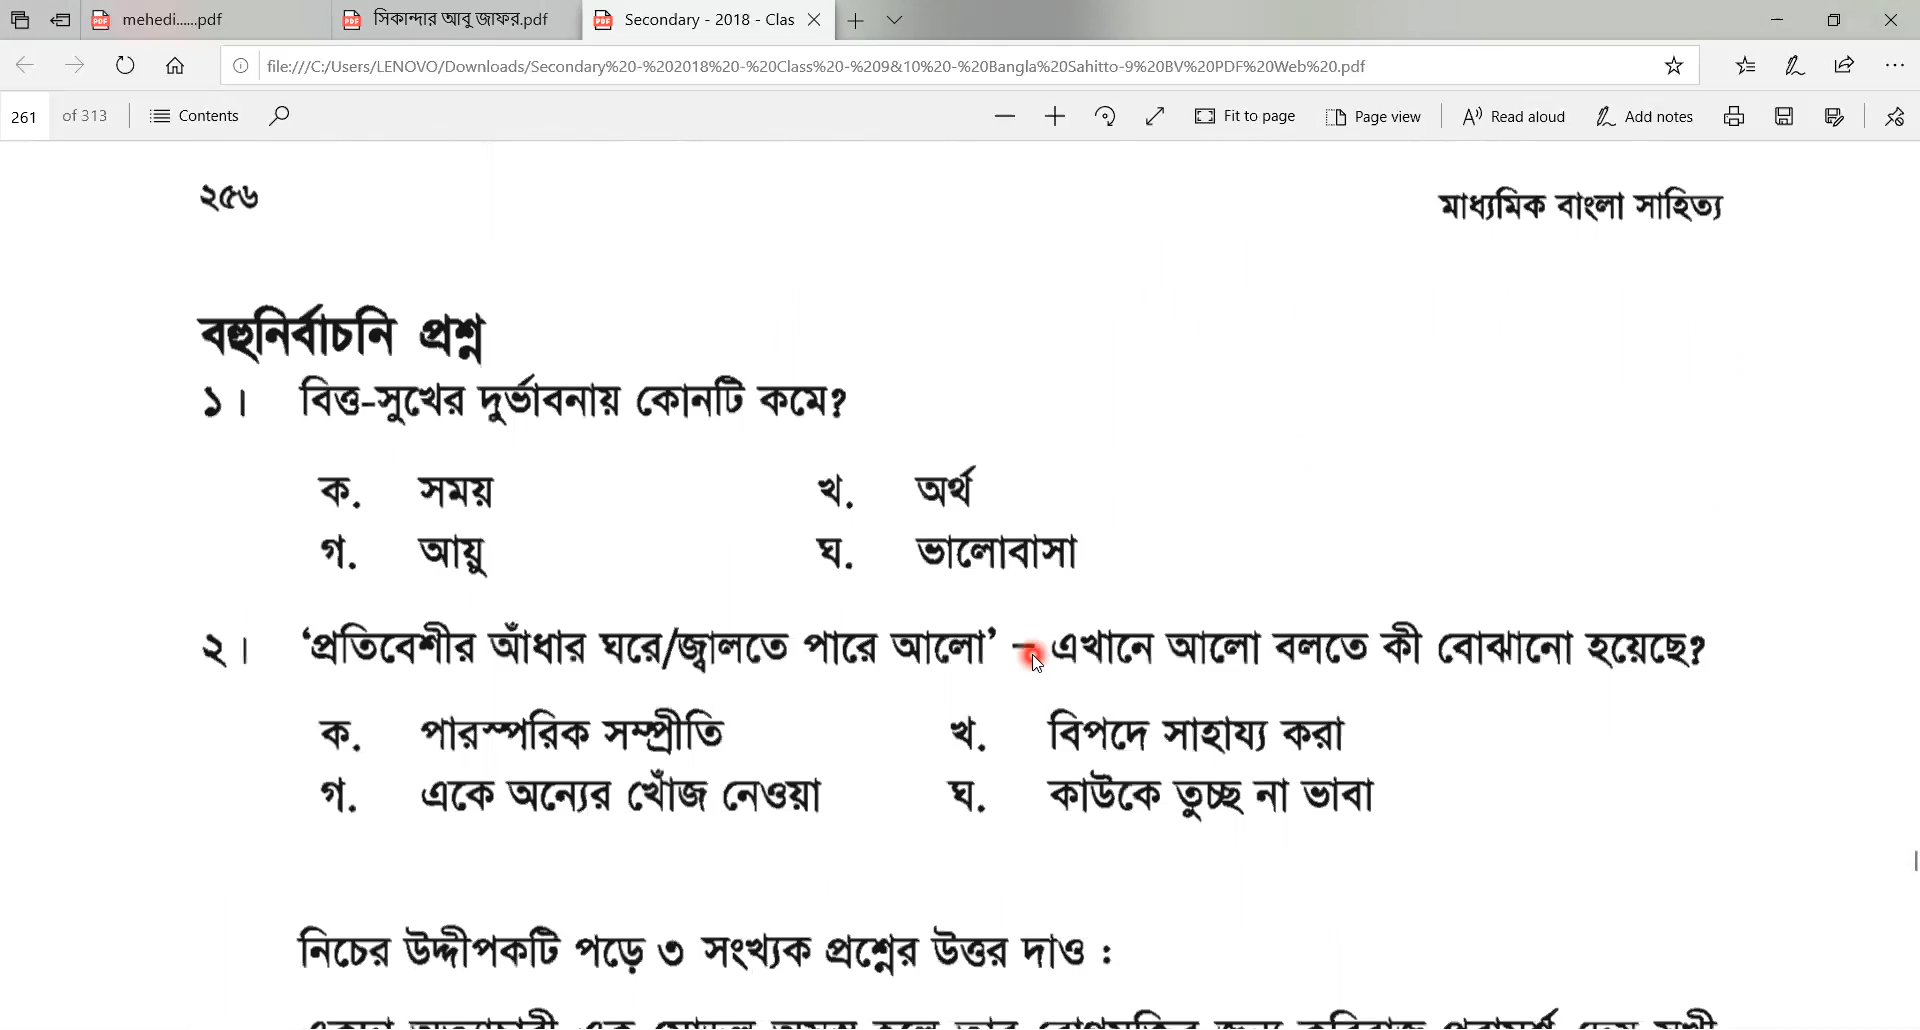 mehedi......pdf
সিকান্দার আবু জাফর.pdf
Secondary - 2018 - Clas
file:///C:/Users/LENOVO/Downloads/Secondary%20-%202018%20-%20Class%20-%209&10%20-%20Bangla%20Sahitto-9%20BV%20PDF%20Web%20.pdf
261 of 313 Contents Fit to page Page view Read aloud Add notes
২৫৬ মাধ্যমিক বাংলা সাহিত্য
বহুনির্বাচনি প্রশ্ন
১। বিত্ত-সুখের দুর্ভাবনায় কোনটি কমে?
ক. সময় খ. অর্থ
গ. আয়ু ঘ. ভালোবাসা
২। ‘প্রতিবেশীর আঁধার ঘরে/জ্বালতে পারে আলো’ – এখানে আলো বলতে কী বোঝানো হয়েছে?
ক. পারস্পরিক সম্প্রীতি খ. বিপদে সাহায্য করা
গ. একে অন্যের খোঁজ নেওয়া ঘ. কাউকে তুচ্ছ না ভাবা
নিচের উদ্দীপকটি পড়ে ৩ সংখ্যক প্রশ্নের উত্তর দাও :